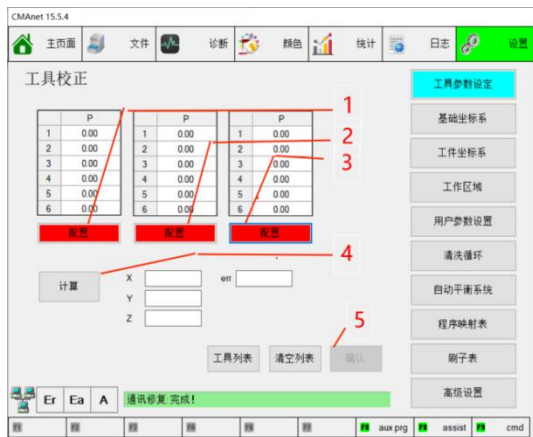 CMAnet 15.5.4
主页面 文件 诊断 颜色 统计 日志 设置
工具校正
工具参数设定
基础坐标系
工件坐标系
工作区域
用户参数设置
清洗循环
自动平衡系统
程序映射表
刷子表
高级设置
1
2
3
P P P
1 0.00 1 0.00 1 0.00
2 0.00 2 0.00 2 0.00
3 0.00 3 0.00 3 0.00
4 0.00 4 0.00 4 0.00
5 0.00 5 0.00 5 0.00
6 0.00 6 0.00 6 0.00
配置 配置 配置
4
计算 X err
Y
Z
5
工具列表 清空列表 确认
Er Ea A 通讯修复:完成!
aux prg assist cmd